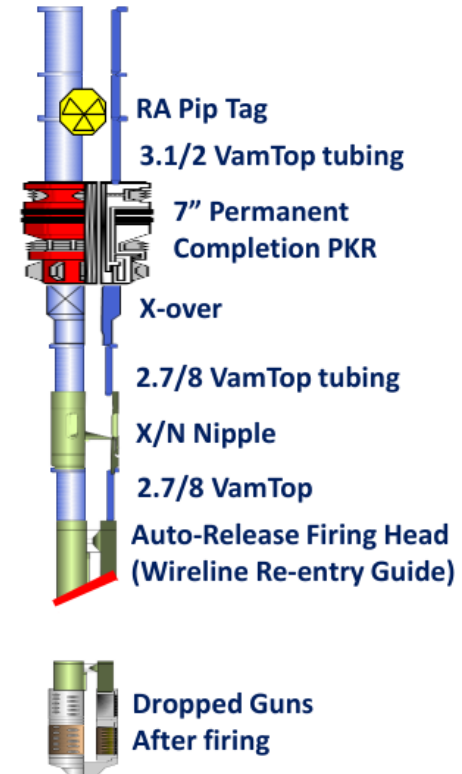 RA Pip Tag
3.1/2 VamTop tubing
7” Permanent
Completion PKR
X-over
2.7/8 VamTop tubing
X/N Nipple
2.7/8 VamTop
Auto-Release Firing Head
(Wireline Re-entry Guide)
Dropped Guns
After firing